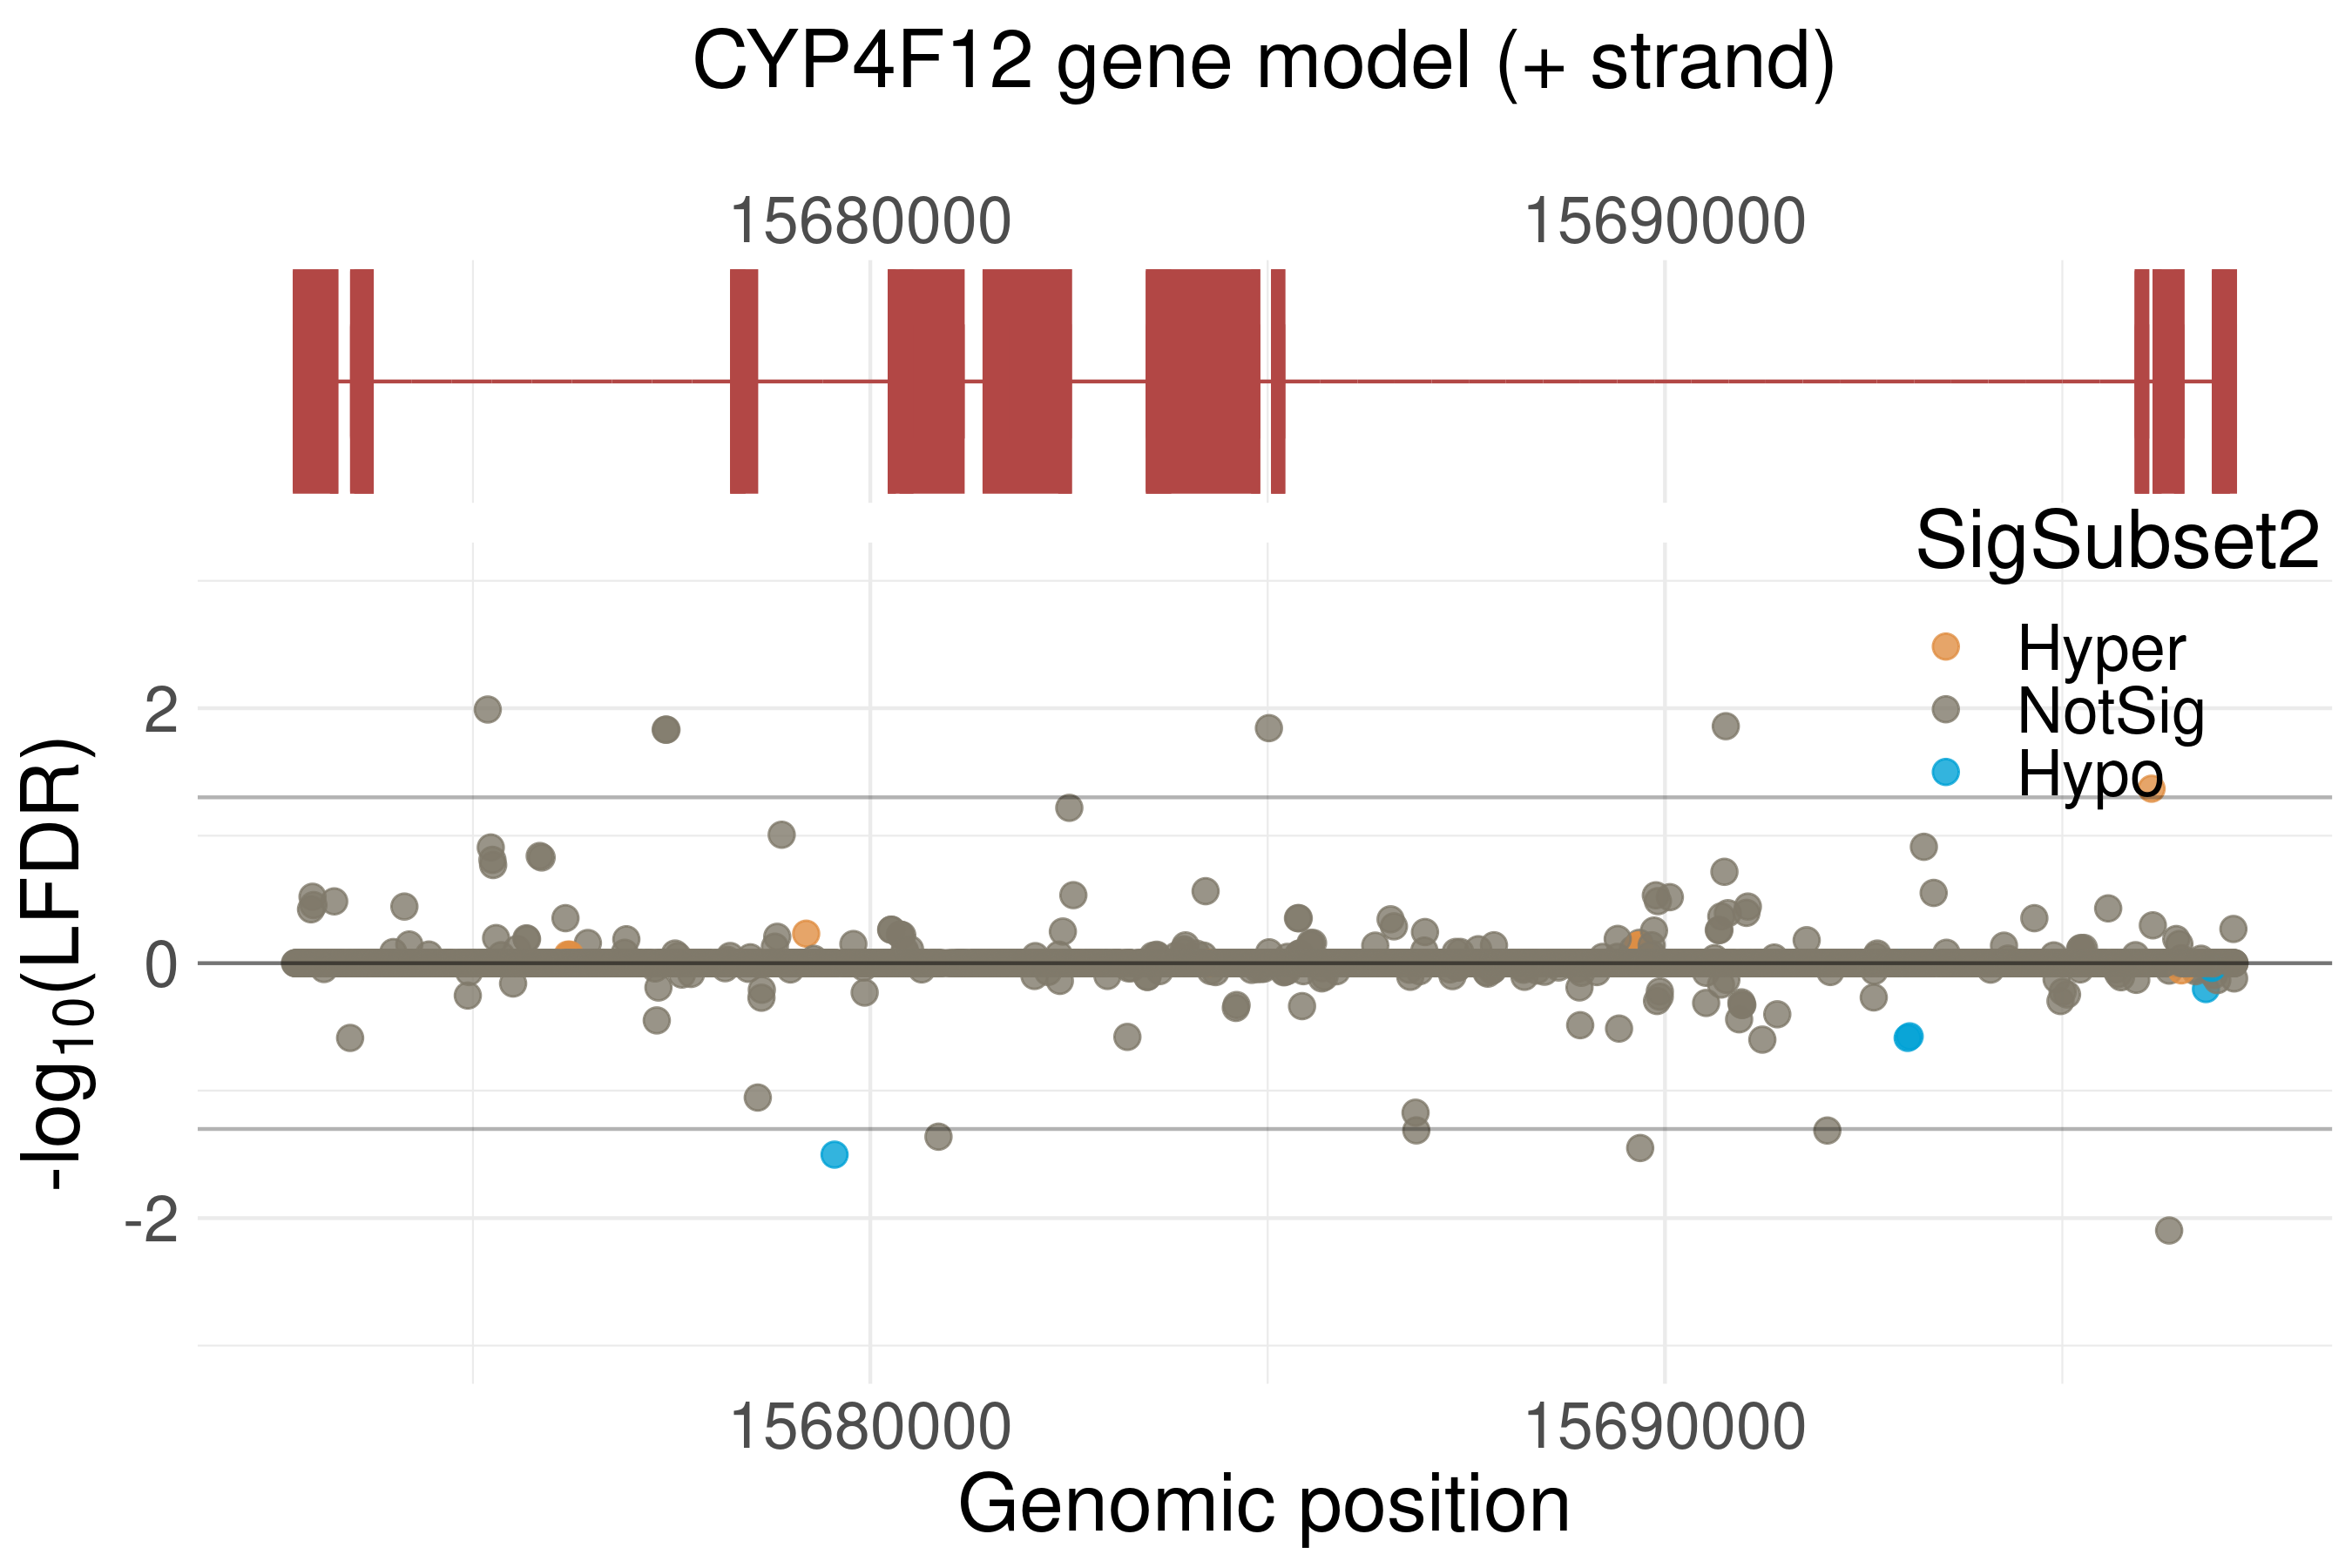 CYP4F12 gene model (+ strand)
15680000 15690000
SigSubset2
Hyper
NotSig
Hypo
2
0
-2
-log10(LFDR)
15680000 15690000
Genomic position